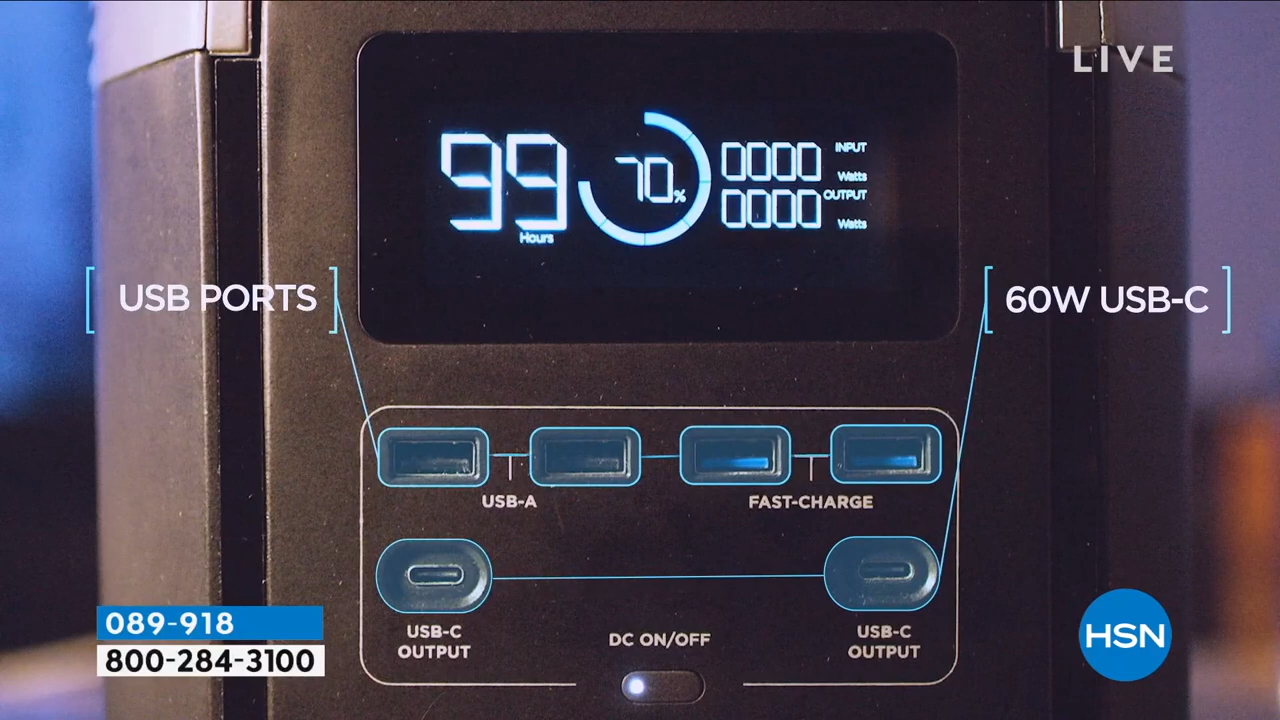 LIVE
99
Hours
70%
0000
INPUT
Watts
0000
OUTPUT
Watts
USB PORTS
60W USB-C
USB-A
FAST-CHARGE
USB-C
OUTPUT
DC ON/OFF
USB-C
OUTPUT
089-918
800-284-3100
HSN